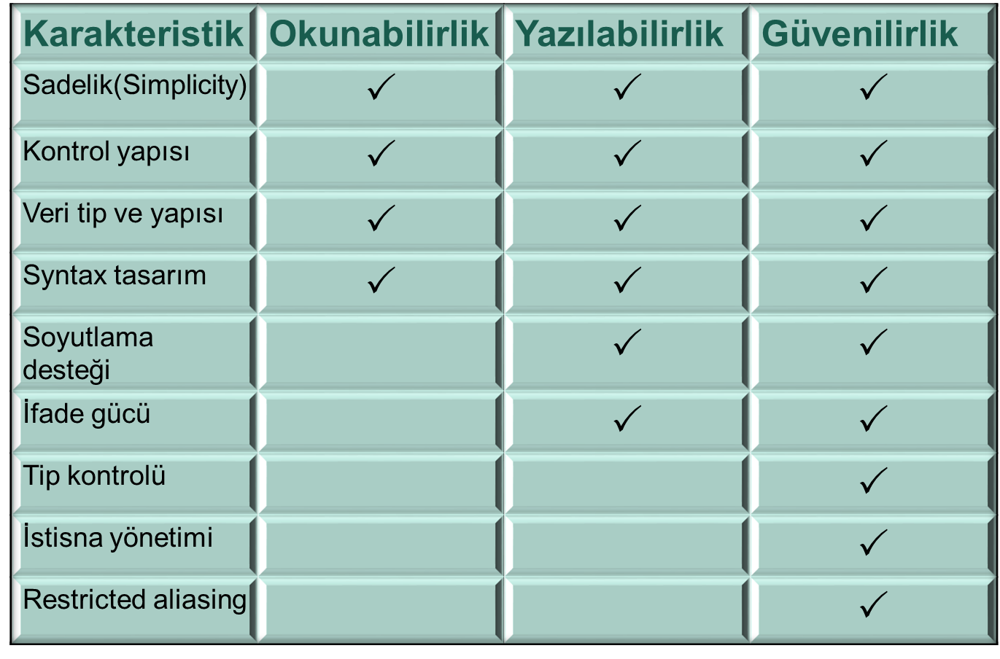 Karakteristik Okunabilirlik Yazılabilirlik Güvenilirlik
Sadelik(Simplicity) ✓ ✓ ✓
Kontrol yapısı ✓ ✓ ✓
Veri tip ve yapısı ✓ ✓ ✓
Syntax tasarım ✓ ✓ ✓
Soyutlama ✓ ✓
desteği
İfade gücü ✓ ✓
Tip kontrolü ✓
İstisna yönetimi ✓
Restricted aliasing ✓